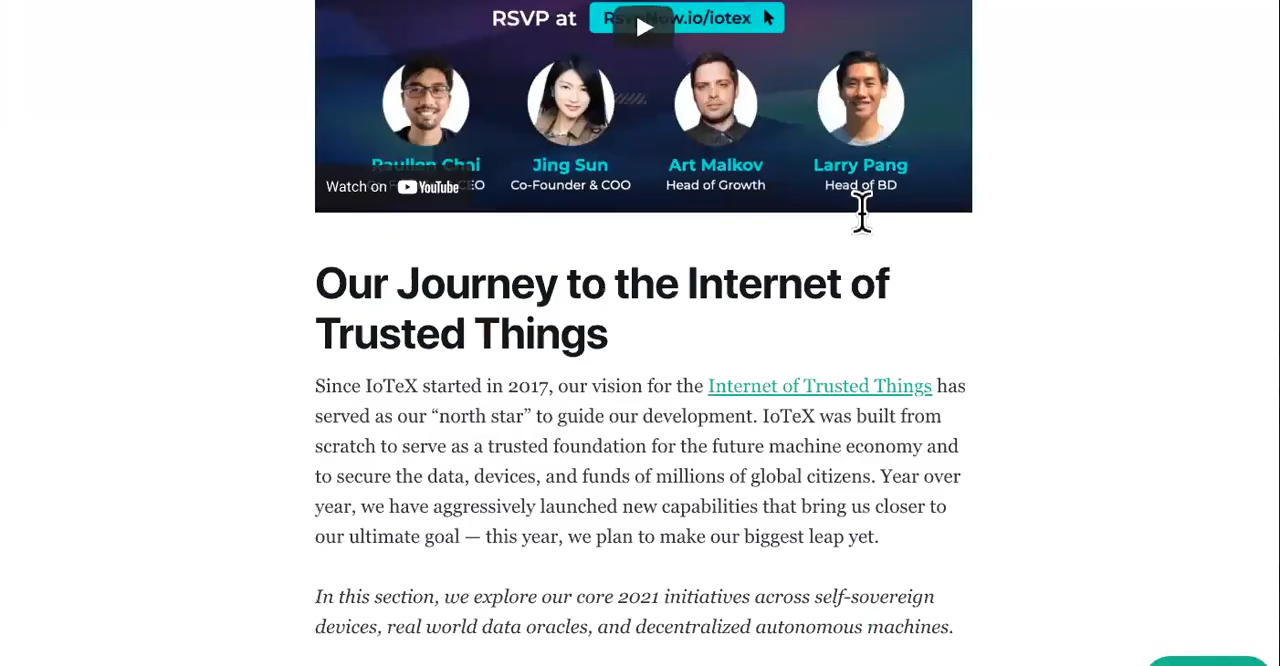 RSVP at RsvpNow.io/iotex
Raullen Chai Jing Sun Art Malkov Larry Pang
Watch on YouTube EO Co-Founder & COO Head of Growth Head of BD
Our Journey to the Internet of
Trusted Things
Since IoTeX started in 2017, our vision for the Internet of Trusted Things has
served as our “north star” to guide our development. IoTeX was built from
scratch to serve as a trusted foundation for the future machine economy and
to secure the data, devices, and funds of millions of global citizens. Year over
year, we have aggressively launched new capabilities that bring us closer to
our ultimate goal — this year, we plan to make our biggest leap yet.
In this section, we explore our core 2021 initiatives across self-sovereign
devices, real world data oracles, and decentralized autonomous machines.